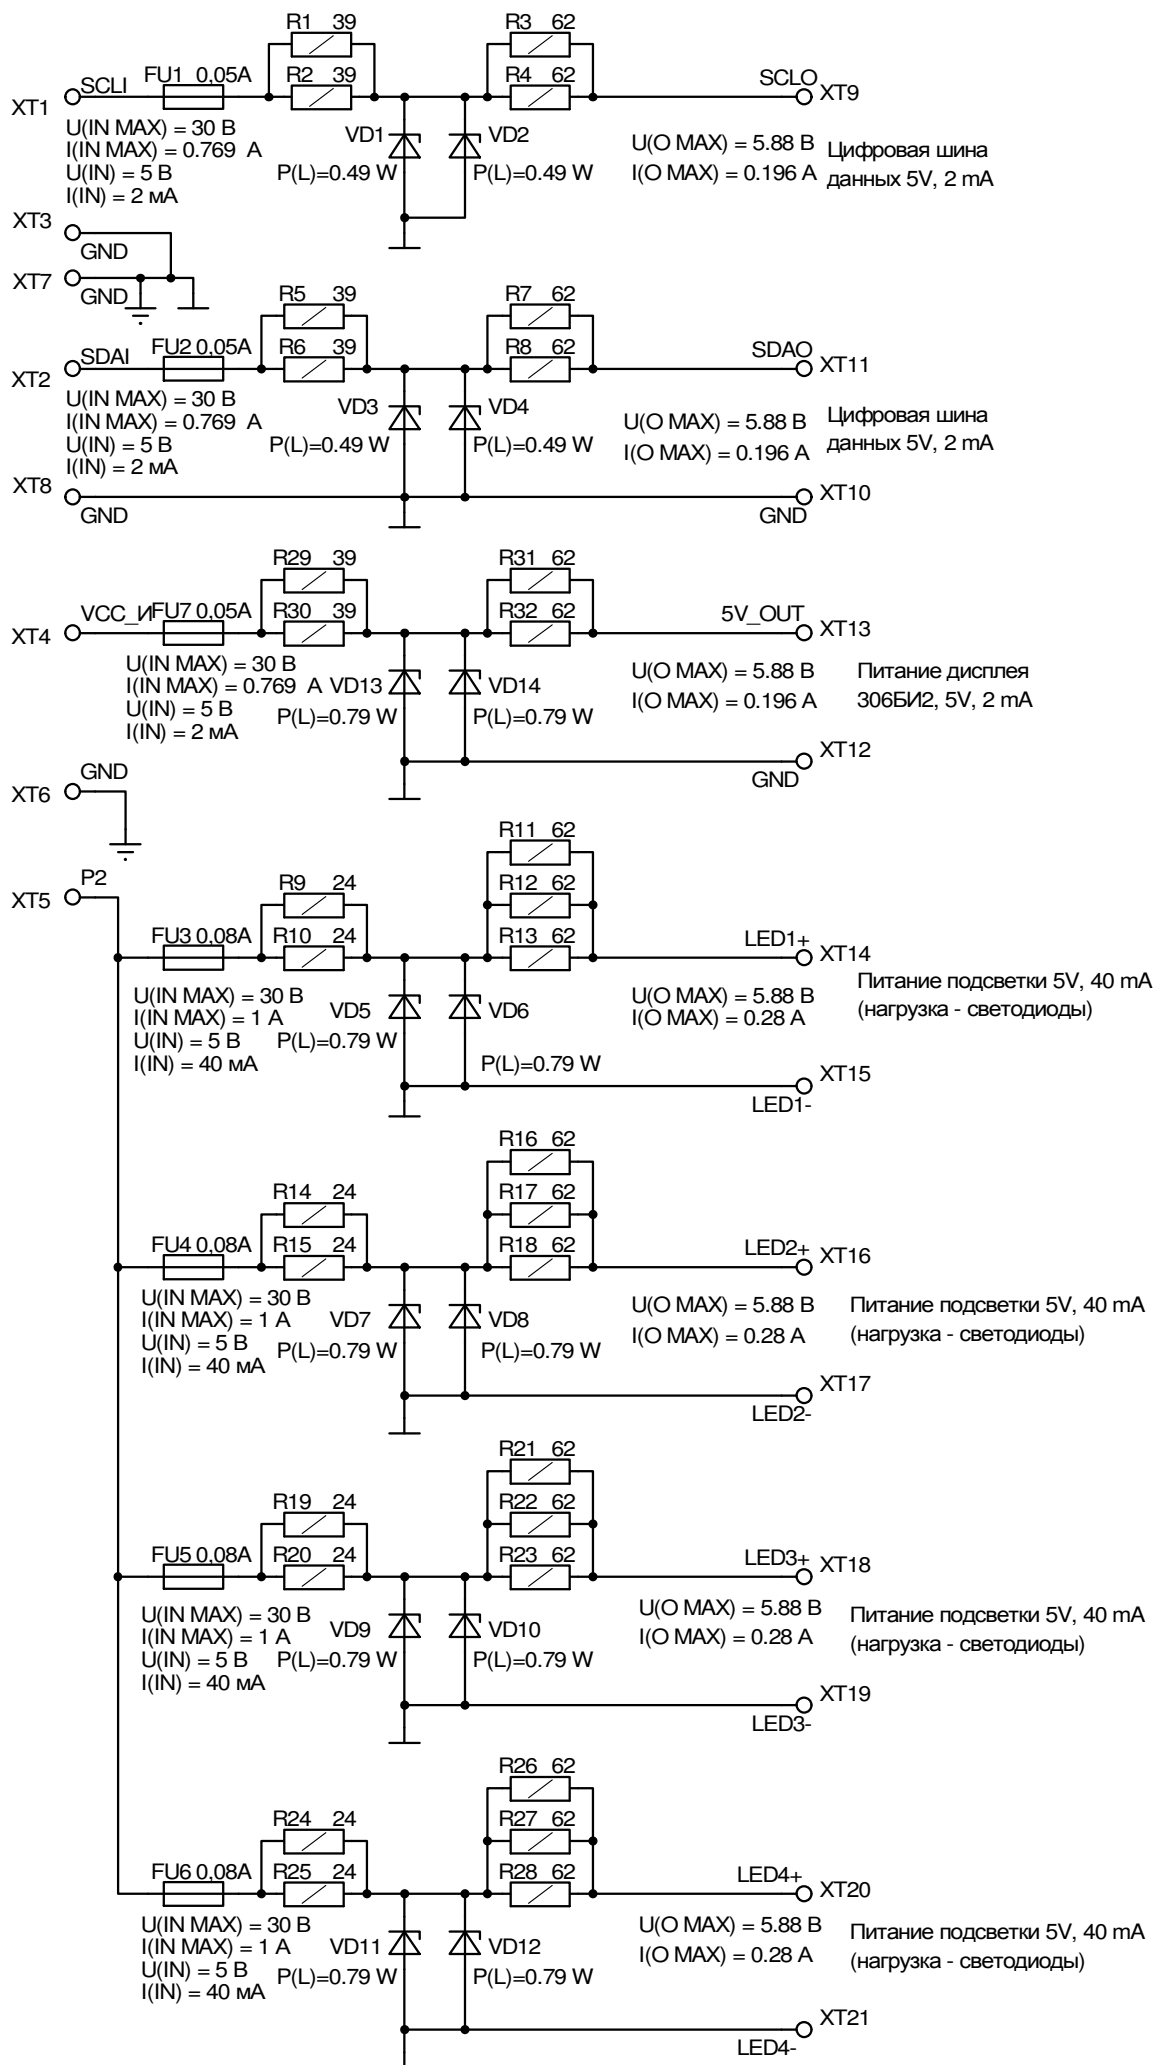 R1 39
R3 62
SCLI
FU1 0,05A
R2 39
R4 62
SCLO
XT1
XT9
U(IN MAX) = 30 В
I(IN MAX) = 0.769 А
U(IN) = 5 В
I(IN) = 2 мА
VD1
VD2
P(L)=0.49 W
P(L)=0.49 W
U(O MAX) = 5.88 В
I(O MAX) = 0.196 А
Цифровая шина
данных 5V, 2 mA
XT3
GND
XT7
GND
R5 39
R7 62
SDAI
FU2 0,05A
R6 39
R8 62
SDAO
XT2
XT11
U(IN MAX) = 30 В
I(IN MAX) = 0.769 А
U(IN) = 5 В
I(IN) = 2 мА
VD3
VD4
P(L)=0.49 W
P(L)=0.49 W
U(O MAX) = 5.88 В
I(O MAX) = 0.196 А
Цифровая шина
данных 5V, 2 mA
XT8
GND
XT10
GND
R29 39
R31 62
VCC_И
FU7 0,05A
R30 39
R32 62
5V_OUT
XT4
XT13
U(IN MAX) = 30 В
I(IN MAX) = 0.769 А
U(IN) = 5 В
I(IN) = 2 мА
VD13
VD14
P(L)=0.79 W
P(L)=0.79 W
U(O MAX) = 5.88 В
I(O MAX) = 0.196 А
Питание дисплея
306БИ2, 5V, 2 mA
XT12
GND
XT6
GND
R11 62
XT5
P2
R9 24
R12 62
FU3 0,08A
R10 24
R13 62
LED1+
XT14
U(IN MAX) = 30 В
I(IN MAX) = 1 А
U(IN) = 5 В
I(IN) = 40 мА
VD5
VD6
P(L)=0.79 W
P(L)=0.79 W
U(O MAX) = 5.88 В
I(O MAX) = 0.28 А
Питание подсветки 5V, 40 mA
(нагрузка - светодиоды)
XT15
LED1-
R16 62
R14 24
R17 62
FU4 0,08A
R15 24
R18 62
LED2+
XT16
U(IN MAX) = 30 В
I(IN MAX) = 1 А
U(IN) = 5 В
I(IN) = 40 мА
VD7
VD8
P(L)=0.79 W
P(L)=0.79 W
U(O MAX) = 5.88 В
I(O MAX) = 0.28 А
Питание подсветки 5V, 40 mA
(нагрузка - светодиоды)
XT17
LED2-
R21 62
R19 24
R22 62
FU5 0,08A
R20 24
R23 62
LED3+
XT18
U(IN MAX) = 30 В
I(IN MAX) = 1 А
U(IN) = 5 В
I(IN) = 40 мА
VD9
VD10
P(L)=0.79 W
P(L)=0.79 W
U(O MAX) = 5.88 В
I(O MAX) = 0.28 А
Питание подсветки 5V, 40 mA
(нагрузка - светодиоды)
XT19
LED3-
R26 62
R24 24
R27 62
FU6 0,08A
R25 24
R28 62
LED4+
XT20
U(IN MAX) = 30 В
I(IN MAX) = 1 А
U(IN) = 5 В
I(IN) = 40 мА
VD11
VD12
P(L)=0.79 W
P(L)=0.79 W
U(O MAX) = 5.88 В
I(O MAX) = 0.28 А
Питание подсветки 5V, 40 mA
(нагрузка - светодиоды)
XT21
LED4-